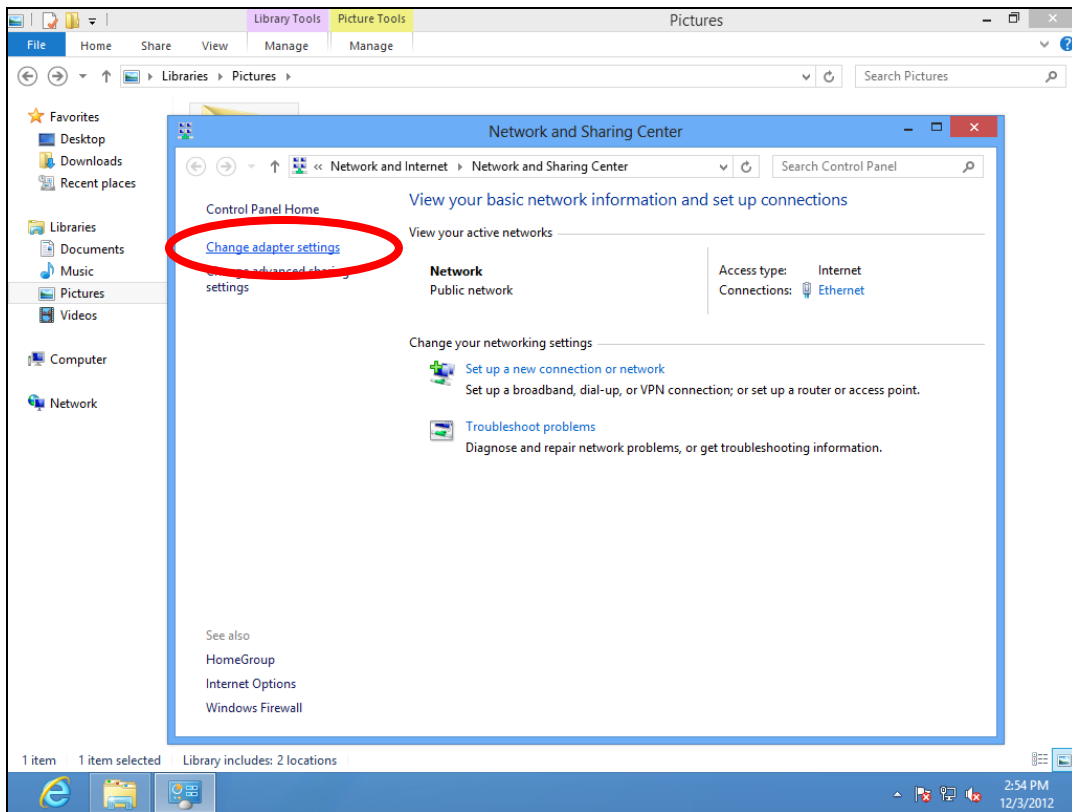 Library Tools Picture Tools Pictures
File Home Share View Manage Manage
Libraries Pictures Search Pictures
Favorites
Desktop
Downloads
Recent places
Libraries
Documents
Music
Pictures
Videos
Computer
Network
Network and Sharing Center
« Network and Internet Network and Sharing Center Search Control Panel
Control Panel Home
Change adapter settings
Change advanced sharing
settings
View your basic network information and set up connections
View your active networks
Network
Public network
Access type: Internet
Connections: Ethernet
Change your networking settings
Set up a new connection or network
Set up a broadband, dial-up, or VPN connection; or set up a router or access point.
Troubleshoot problems
Diagnose and repair network problems, or get troubleshooting information.
See also
HomeGroup
Internet Options
Windows Firewall
1 item 1 item selected Library includes: 2 locations
2:54 PM
12/3/2012